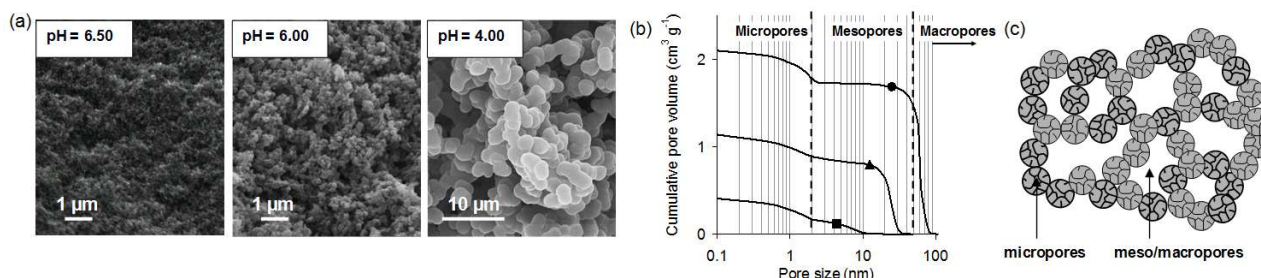 (a)
pH = 6.50
1 µm
pH = 6.00
1 µm
pH = 4.00
10 µm
(b)
Cumulative pore volume (cm³ g⁻¹)
2
1
0
Micropores
Mesopores
Macropores
0.1
1
10
100
Pore size (nm)
(c)
micropores
meso/macropores